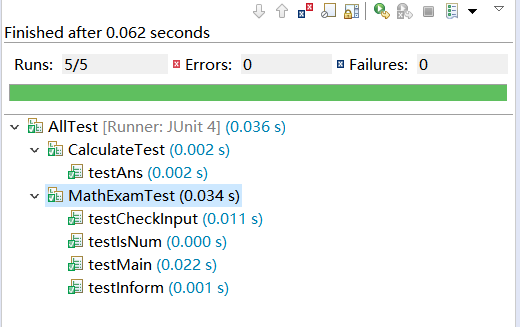 Finished after 0.062 seconds
Runs: 5/5 Errors: 0 Failures: 0
AllTest [Runner: JUnit 4] (0.036 s)
CalculateTest (0.002 s)
testAns (0.002 s)
MathExamTest (0.034 s)
testCheckInput (0.011 s)
testIsNum (0.000 s)
testMain (0.022 s)
testInform (0.001 s)